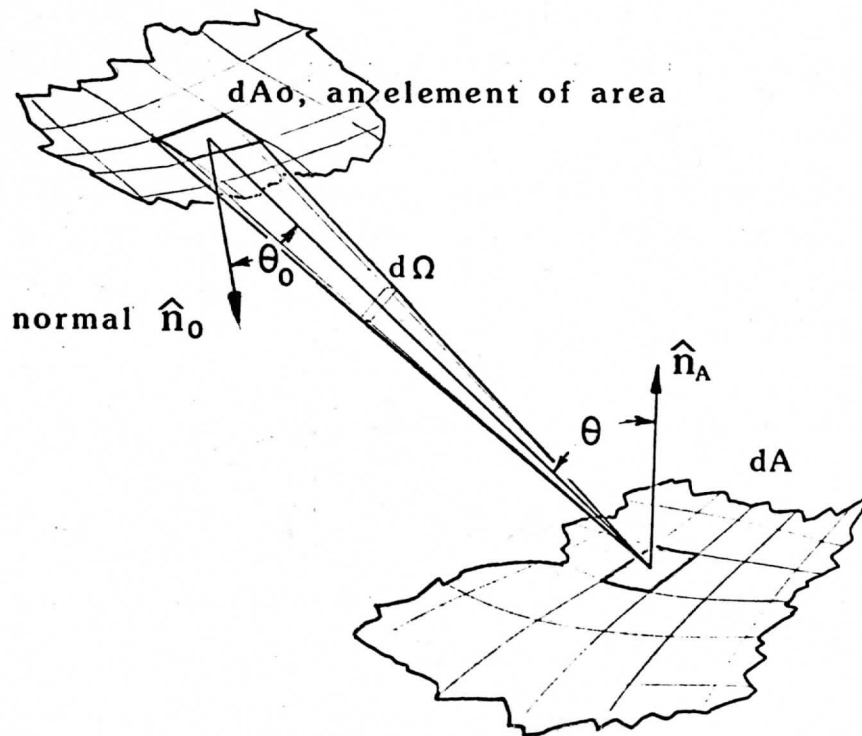 dAo, an element of area
θ₀
dΩ
normal n̂₀
n̂ᴀ
θ
dA